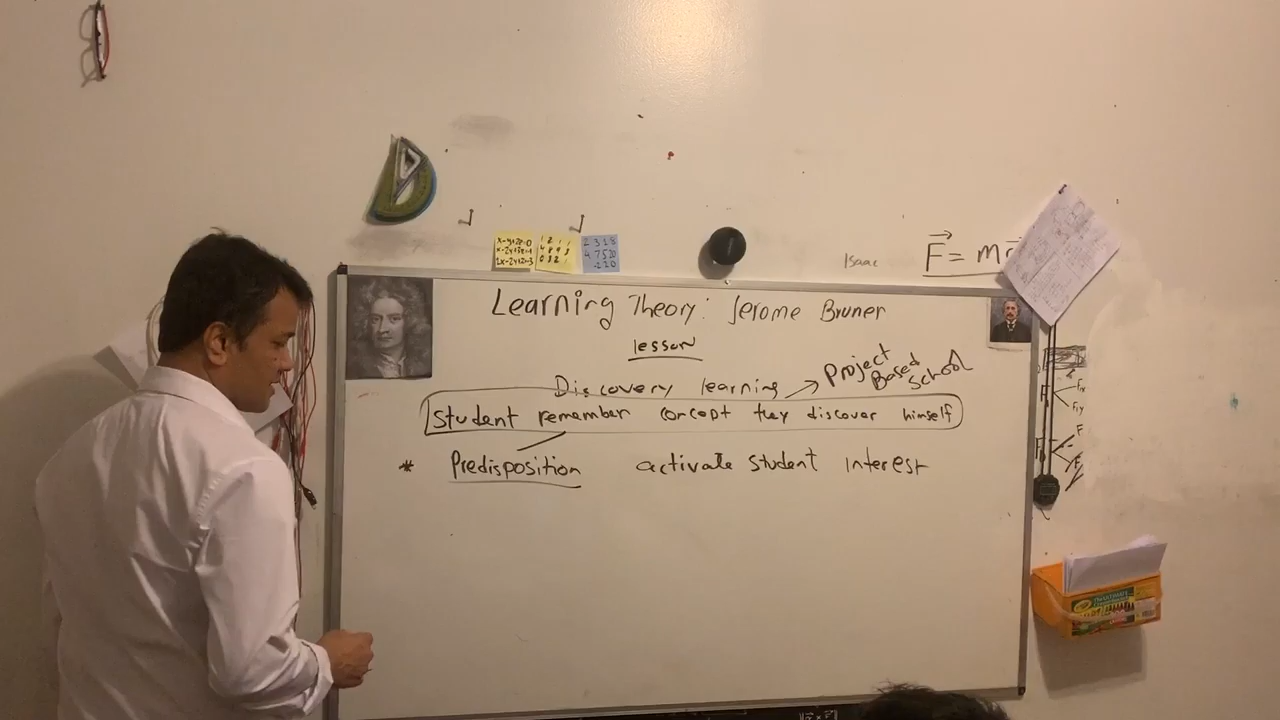 Isaac
F = m
Learning Theory: Jerome Bruner
lesson
Discovery learning → Project Based School
Student remember concept they discover himself
* Predisposition activate student interest